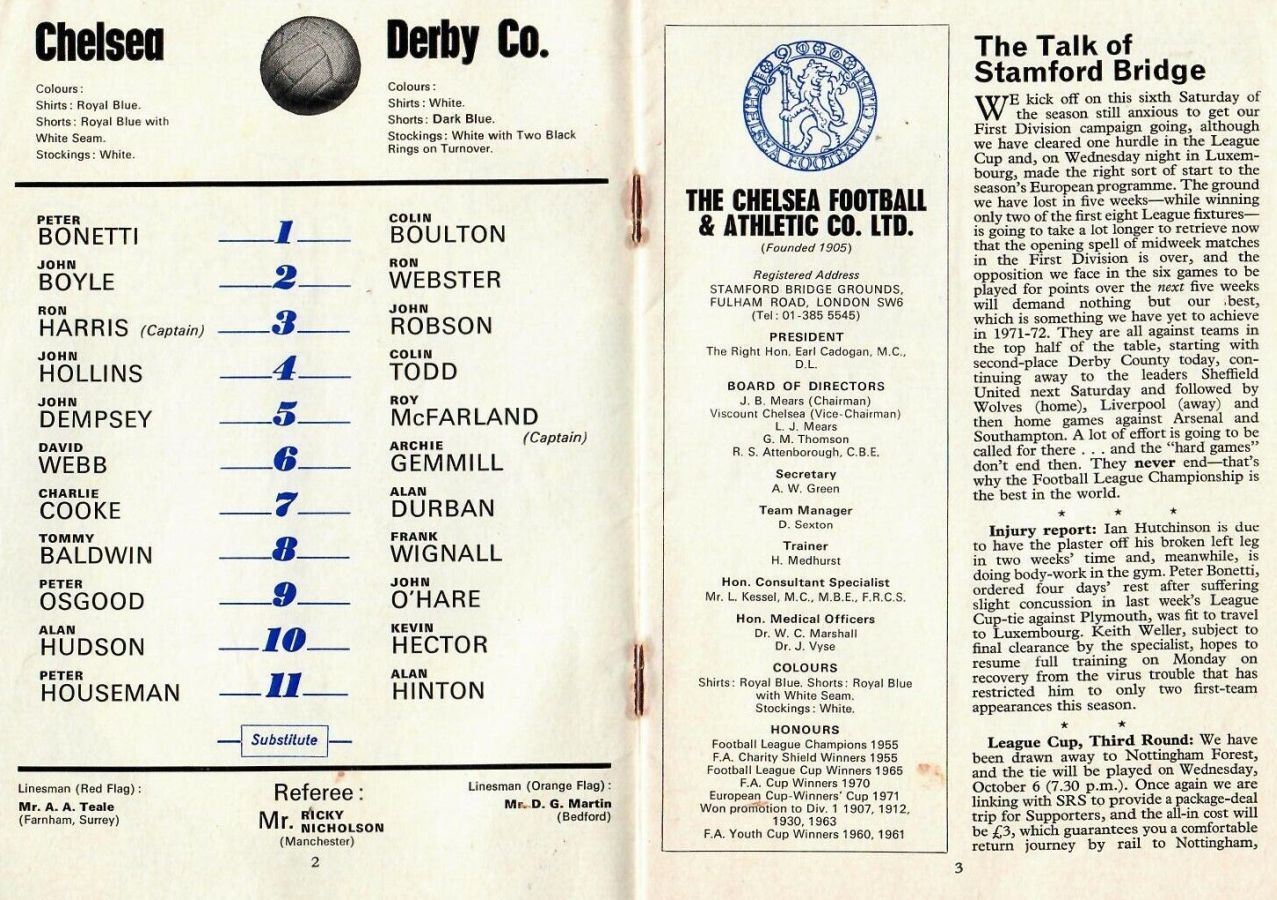 Chelsea
Colours:
Shirts: Royal Blue.
Shorts: Royal Blue with
White Seam.
Stockings: White.
Derby Co.
Colours:
Shirts: White.
Shorts: Dark Blue.
Stockings: White with Two Black
Rings on Turnover.
PETER BONETTI 1 COLIN BOULTON
JOHN BOYLE 2 RON WEBSTER
RON HARRIS (Captain) 3 JOHN ROBSON
JOHN HOLLINS 4 COLIN TODD
JOHN DEMPSEY 5 ROY McFARLAND (Captain)
DAVID WEBB 6 ARCHIE GEMMILL
CHARLIE COOKE 7 ALAN DURBAN
TOMMY BALDWIN 8 FRANK WIGNALL
PETER OSGOOD 9 JOHN O'HARE
ALAN HUDSON 10 KEVIN HECTOR
PETER HOUSEMAN 11 ALAN HINTON
Substitute
Linesman (Red Flag):
Mr. A. A. Teale
(Farnham, Surrey)
Referee:
Mr. RICKY NICHOLSON
(Manchester)
Linesman (Orange Flag):
Mr. D. G. Martin
(Bedford)
2
CHELSEA FOOTBALL
THE CHELSEA FOOTBALL
& ATHLETIC CO. LTD.
(Founded 1905)
Registered Address
STAMFORD BRIDGE GROUNDS,
FULHAM ROAD, LONDON SW6
(Tel: 01-385 5545)
PRESIDENT
The Right Hon. Earl Cadogan, M.C.,
D.L.
BOARD OF DIRECTORS
J. B. Mears (Chairman)
Viscount Chelsea (Vice-Chairman)
L. J. Mears
G. M. Thomson
R. S. Attenborough, C.B.E.
Secretary
A. W. Green
Team Manager
D. Sexton
Trainer
H. Medhurst
Hon. Consultant Specialist
Mr. L. Kessel, M.C., M.B.E., F.R.C.S.
Hon. Medical Officers
Dr. W. C. Marshall
Dr. J. Vyse
COLOURS
Shirts: Royal Blue. Shorts: Royal Blue
with White Seam.
Stockings: White.
HONOURS
Football League Champions 1955
F.A. Charity Shield Winners 1955
Football League Cup Winners 1965
F.A. Cup Winners 1970
European Cup-Winners' Cup 1971
Won promotion to Div. 1 1907, 1912,
1930, 1963
F.A. Youth Cup Winners 1960, 1961
The Talk of
Stamford Bridge
WE kick off on this sixth Saturday of
the season still anxious to get our
First Division campaign going, although
we have cleared one hurdle in the League
Cup and, on Wednesday night in Luxem-
bourg, made the right sort of start to the
season's European programme. The ground
we have lost in five weeks—while winning
only two of the first eight League fixtures—
is going to take a lot longer to retrieve now
that the opening spell of midweek matches
in the First Division is over, and the
opposition we face in the six games to be
played for points over the next five weeks
will demand nothing but our best,
which is something we have yet to achieve
in 1971-72. They are all against teams in
the top half of the table, starting with
second-place Derby County today, con-
tinuing away to the leaders Sheffield
United next Saturday and followed by
Wolves (home), Liverpool (away) and
then home games against Arsenal and
Southampton. A lot of effort is going to be
called for there . . . and the "hard games"
don't end then. They never end—that's
why the Football League Championship is
the best in the world.
* * *
Injury report: Ian Hutchinson is due
to have the plaster off his broken left leg
in two weeks' time and, meanwhile, is
doing body-work in the gym. Peter Bonetti,
ordered four days' rest after suffering
slight concussion in last week's League
Cup-tie against Plymouth, was fit to travel
to Luxembourg. Keith Weller, subject to
final clearance by the specialist, hopes to
resume full training on Monday on
recovery from the virus trouble that has
restricted him to only two first-team
appearances this season.
* *
League Cup, Third Round: We have
been drawn away to Nottingham Forest,
and the tie will be played on Wednesday,
October 6 (7.30 p.m.). Once again we are
linking with SRS to provide a package-deal
trip for Supporters, and the all-in cost will
be £3, which guarantees you a comfortable
return journey by rail to Nottingham,
3